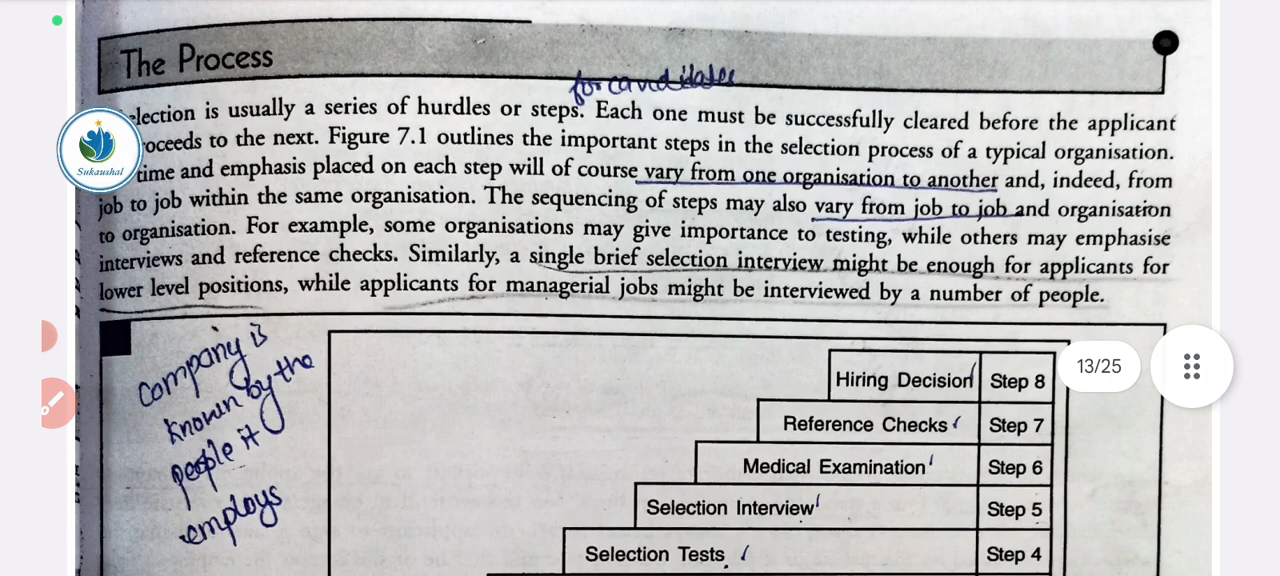 The Process
for candidates
election is usually a series of hurdles or steps. Each one must be successfully cleared before the applicant
oceeds to the next. Figure 7.1 outlines the important steps in the selection process of a typical organisation.
time and emphasis placed on each step will of course vary from one organisation to another and, indeed, from
job to job within the same organisation. The sequencing of steps may also vary from job to job and organisation
to organisation. For example, some organisations may give importance to testing, while others may emphasise
interviews and reference checks. Similarly, a single brief selection interview might be enough for applicants for
lower level positions, while applicants for managerial jobs might be interviewed by a number of people.
Sukaushal
Company is
known by the
people it
employs
13/25
Hiring Decision Step 8
Reference Checks Step 7
Medical Examination Step 6
Selection Interview Step 5
Selection Tests Step 4